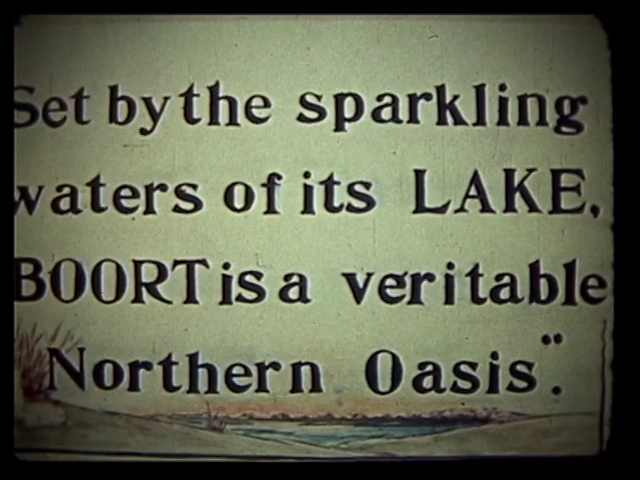 Set by the sparkling
waters of its LAKE,
BOORT is a veritable
Northern Oasis".